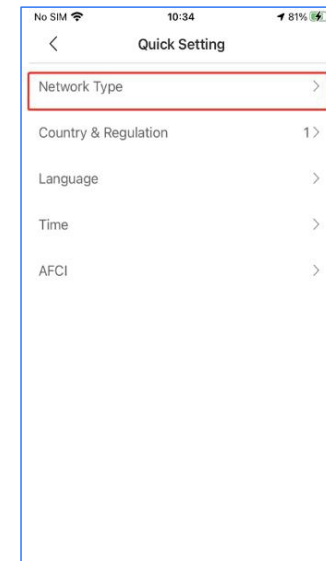 No SIM 10:34 81%
Quick Setting
Network Type
Country & Regulation 1
Language
Time
AFCI